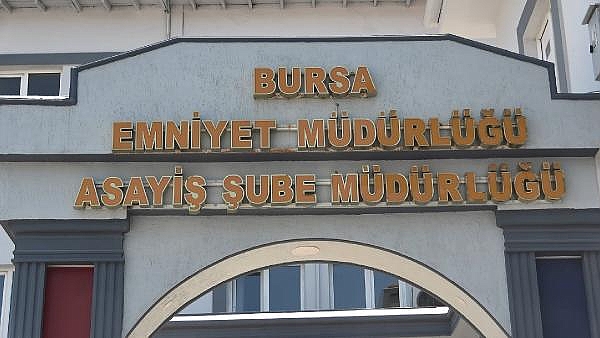 BURSA
EMNİYET MÜDÜRLÜĞÜ
ASAYİŞ ŞUBE MÜDÜRLÜĞÜ